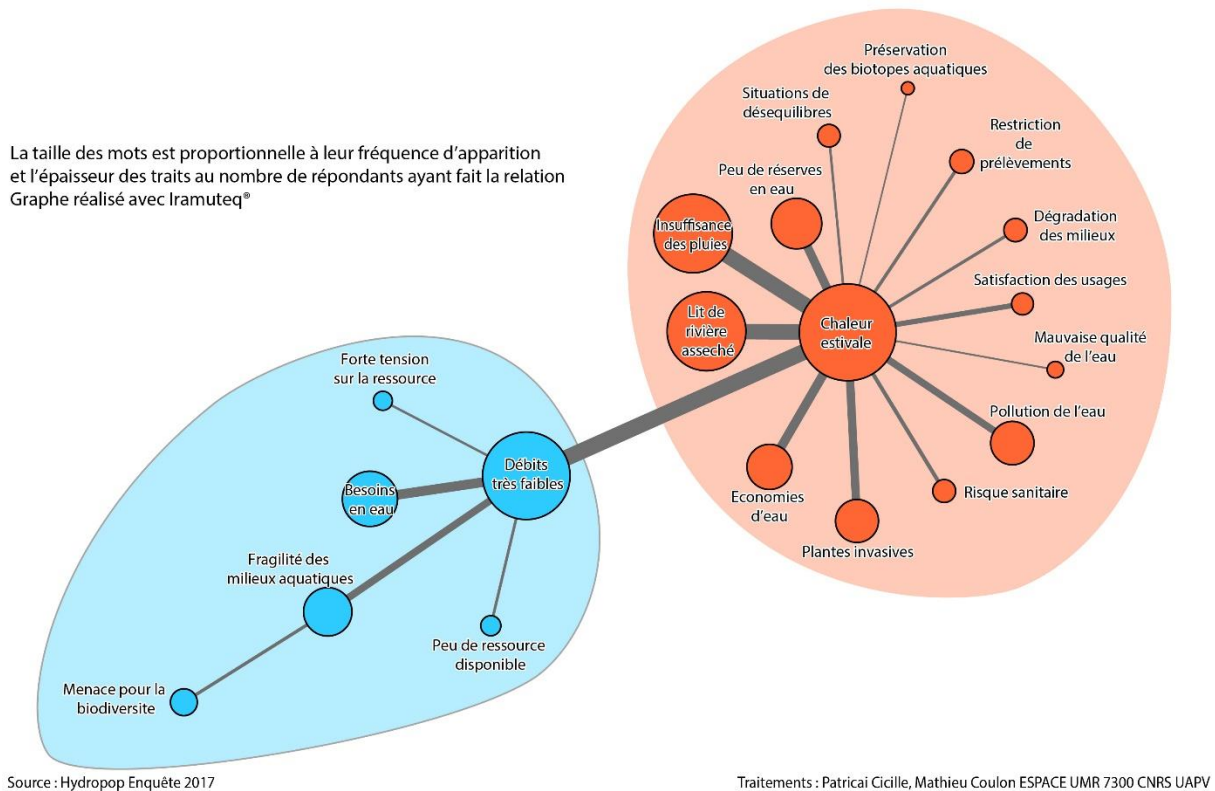 La taille des mots est proportionnelle à leur fréquence d'apparition
et l'épaisseur des traits au nombre de répondants ayant fait la relation
Graphe réalisé avec Iramuteq®
Préservation
des biotopes aquatiques
Situations de
désequilibres
Restriction
de
prélèvements
Peu de réserves
en eau
Insuffisance
des pluies
Dégradation
des milieux
Satisfaction des usages
Lit de
rivière
asseché
Chaleur
estivale
Mauvaise qualité
de l'eau
Pollution de l'eau
Risque sanitaire
Plantes invasives
Economies
d'eau
Forte tension
sur la ressource
Débits
très faibles
Besoins
en eau
Fragilité des
milieux aquatiques
Peu de ressource
disponible
Menace pour la
biodiversite
Source : Hydropop Enquête 2017
Traitements : Patricai Cicille, Mathieu Coulon ESPACE UMR 7300 CNRS UAPV